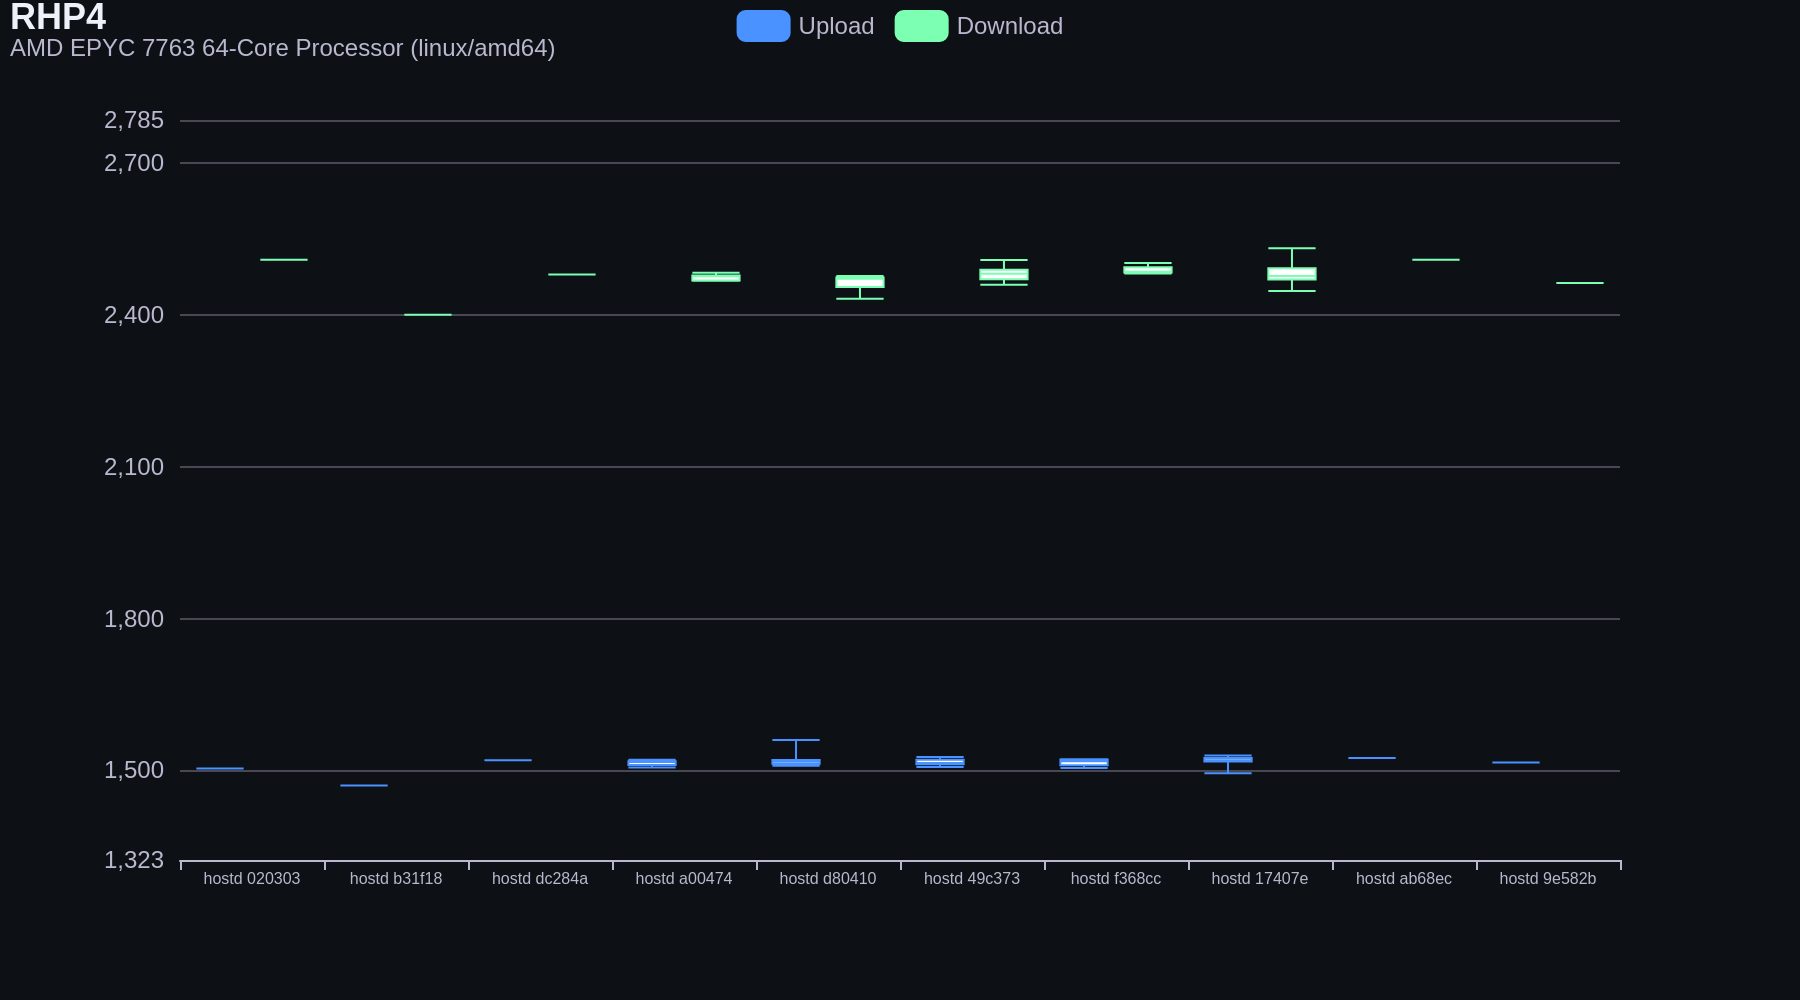 RHP4
AMD EPYC 7763 64-Core Processor (linux/amd64)
Upload
Download
2,785
2,700
2,400
2,100
1,800
1,500
1,323
hostd 020303
hostd b31f18
hostd dc284a
hostd a00474
hostd d80410
hostd 49c373
hostd f368cc
hostd 17407e
hostd ab68ec
hostd 9e582b